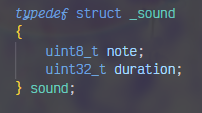 typedef struct _sound
{
    uint8_t note;
    uint32_t duration;
} sound;